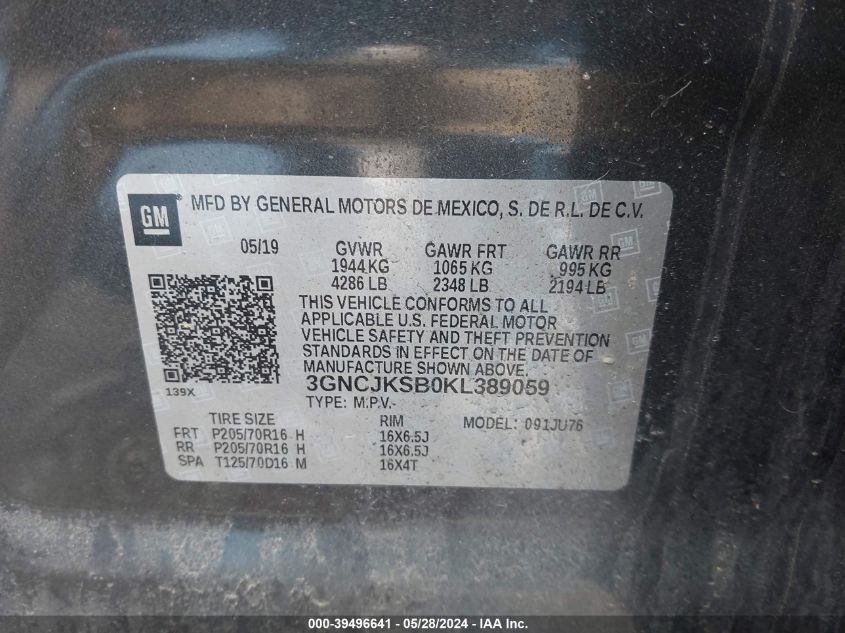 GM
MFD BY GENERAL MOTORS DE MEXICO, S. DE R.L. DE C.V.
05/19 GVWR GAWR FRT GAWR RR
1944 KG 1065 KG 995 KG
4286 LB 2348 LB 2194 LB
THIS VEHICLE CONFORMS TO ALL
APPLICABLE U.S. FEDERAL MOTOR
VEHICLE SAFETY AND THEFT PREVENTION
STANDARDS IN EFFECT ON THE DATE OF
MANUFACTURE SHOWN ABOVE.
139X
3GNCJKSB0KL389059
TYPE: M.P.V. MODEL: 091JU76
TIRE SIZE RIM
FRT P205/70R16 H 16X6.5J
RR P205/70R16 H 16X6.5J
SPA T125/70D16 M 16X4T
000-39496641 - 05/28/2024 - IAA Inc.